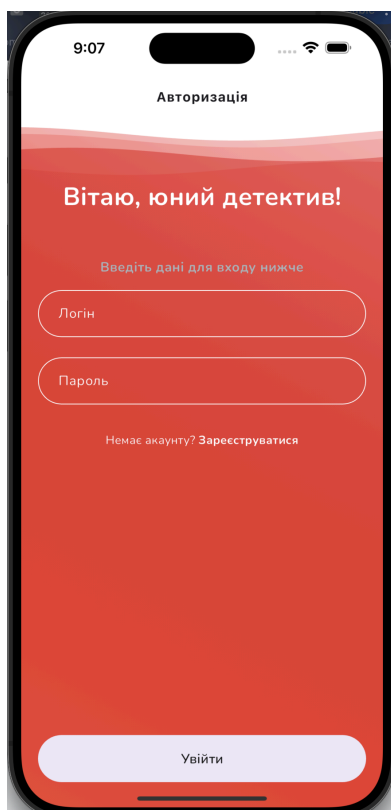 9:07
Авторизація
Вітаю, юний детектив!
Введіть дані для входу нижче
Логін
Пароль
Немає акаунту? Зареєструватися
Увійти